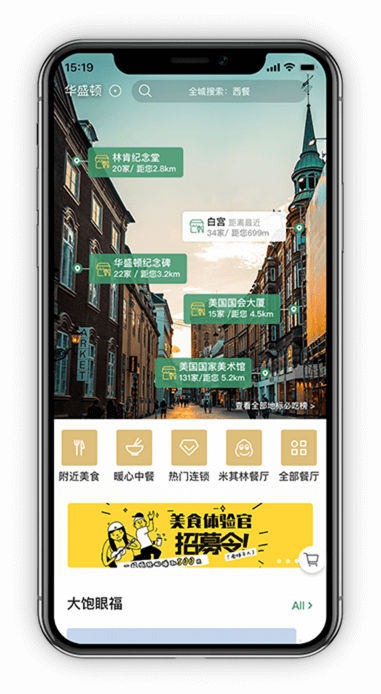 15:19
华盛顿
全城搜索：西餐
林肯纪念堂
20家/ 距您2.8km
白宫 距离最近
34家/ 距您699m
华盛顿纪念碑
22家 / 距您3.2km
美国国会大厦
15家 / 距您 4.5km
美国国家美术馆
131家/距您 5.2km
MARKET
查看全部地标必吃榜 >
附近美食
暖心中餐
热门连锁
米其林餐厅
全部餐厅
美食体验官
招募令!
大饱眼福
All >